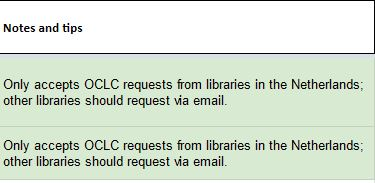 Notes and tips
Only accepts OCLC requests from libraries in the Netherlands;
other libraries should request via email.
Only accepts OCLC requests from libraries in the Netherlands;
other libraries should request via email.